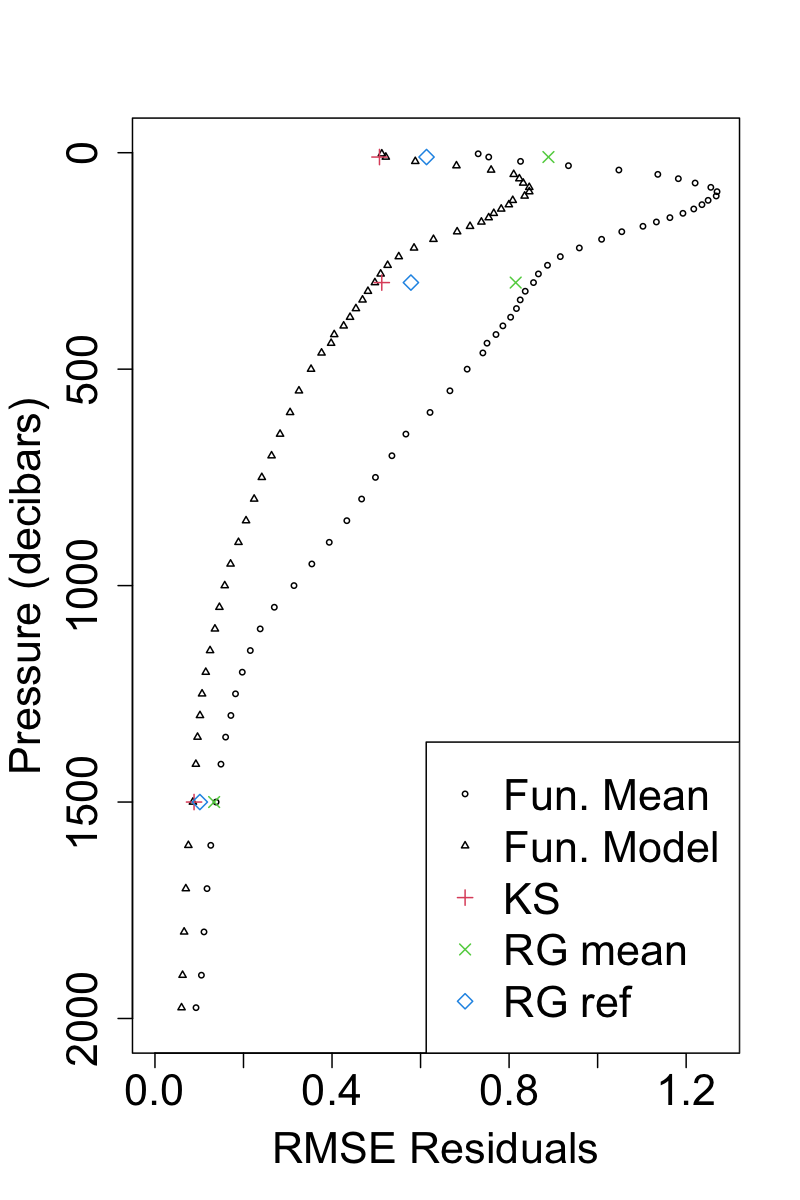 Pressure (decibars)
0
500
1000
1500
2000
Fun. Mean
Fun. Model
KS
RG mean
RG ref
0.0 0.4 0.8 1.2
RMSE Residuals